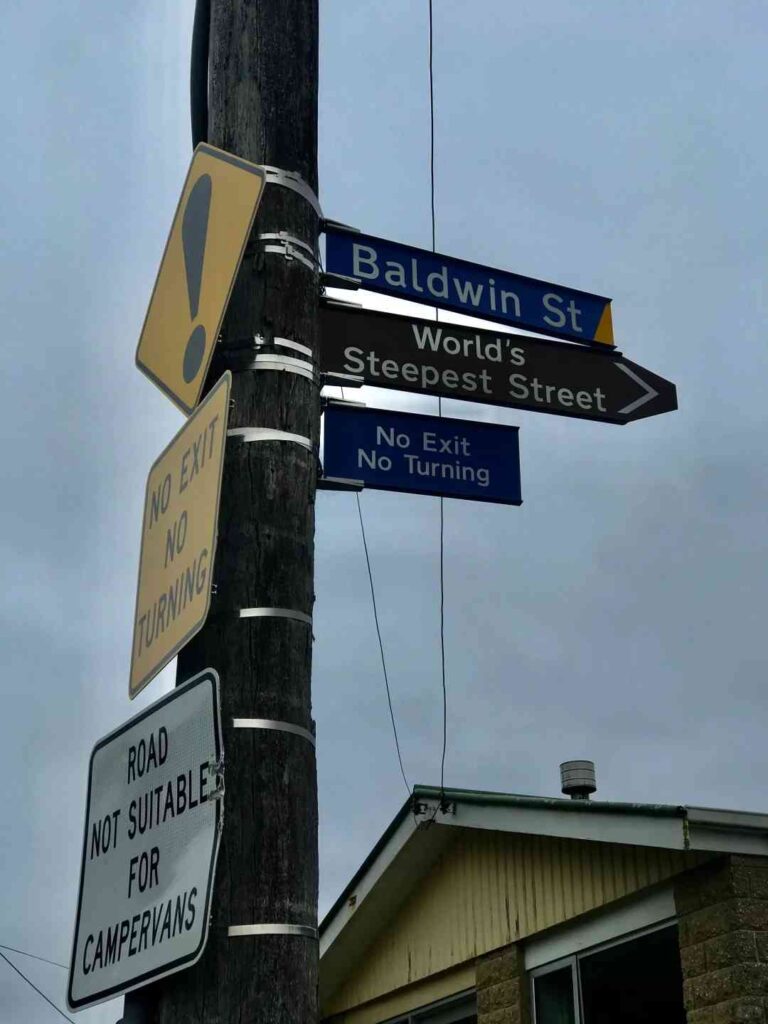 Baldwin St
World's
Steepest Street
No Exit
No Turning
NO EXIT
NO
TURNING
ROAD
NOT SUITABLE
FOR
CAMPERVANS